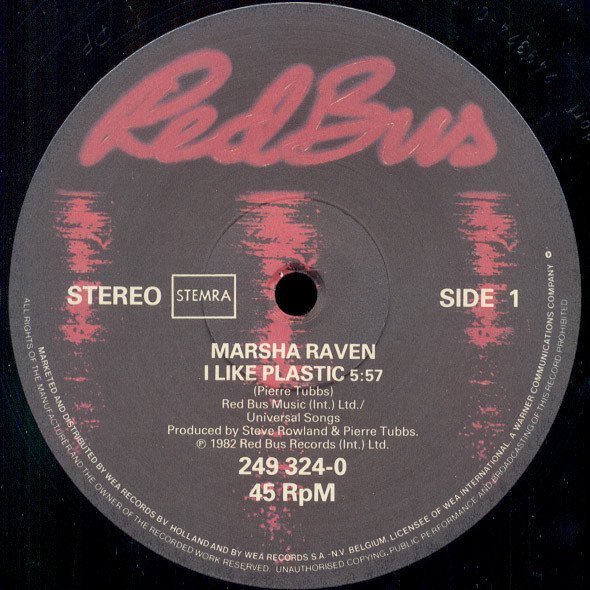 Red Bus
STEREO STEMRA SIDE 1
MARSHA RAVEN
I LIKE PLASTIC 5:57
(Pierre Tubbs)
Red Bus Music (Int.) Ltd./
Universal Songs
Produced by Steve Rowland & Pierre Tubbs.
℗ 1982 Red Bus Records (Int.) Ltd.
249 324-0
45 RpM
MARKETED AND DISTRIBUTED BY WEA RECORDS B.V. HOLLAND AND BY WEA RECORDS S.A.-N.V. BELGIUM. LICENSEE OF WEA INTERNATIONAL. A WARNER COMMUNICATIONS COMPANY
ALL RIGHTS OF THE MANUFACTURER AND THE OWNER OF THE RECORDED WORK RESERVED. UNAUTHORISED COPYING, PUBLIC PERFORMANCE AND BROADCASTING OF THIS RECORD PROHIBITED